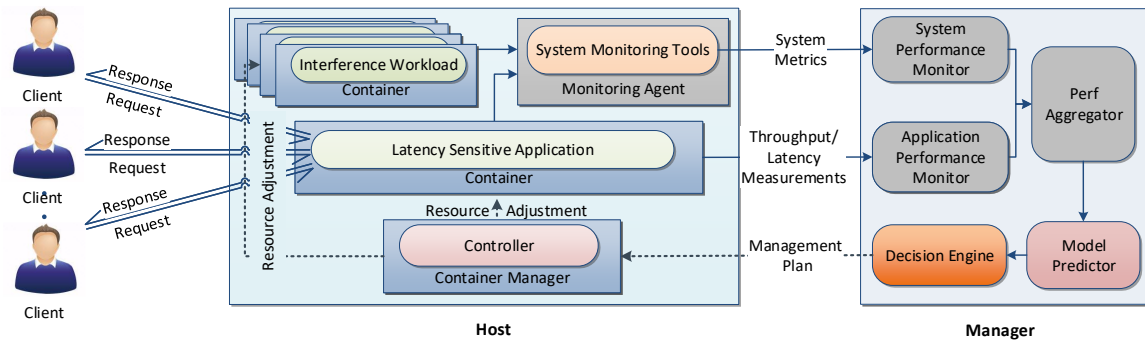 Client
Client
Client
Response
Request
Response
Request
Response
Request
Interference Workload
Container
System Monitoring Tools
Monitoring Agent
Resource Adjustment
Latency Sensitive Application
Container
Resource Adjustment
Controller
Container Manager
Host
System
Metrics
Throughput/
Latency
Measurements
Management
Plan
System
Performance
Monitor
Application
Performance
Monitor
Perf
Aggregator
Decision Engine
Model
Predictor
Manager